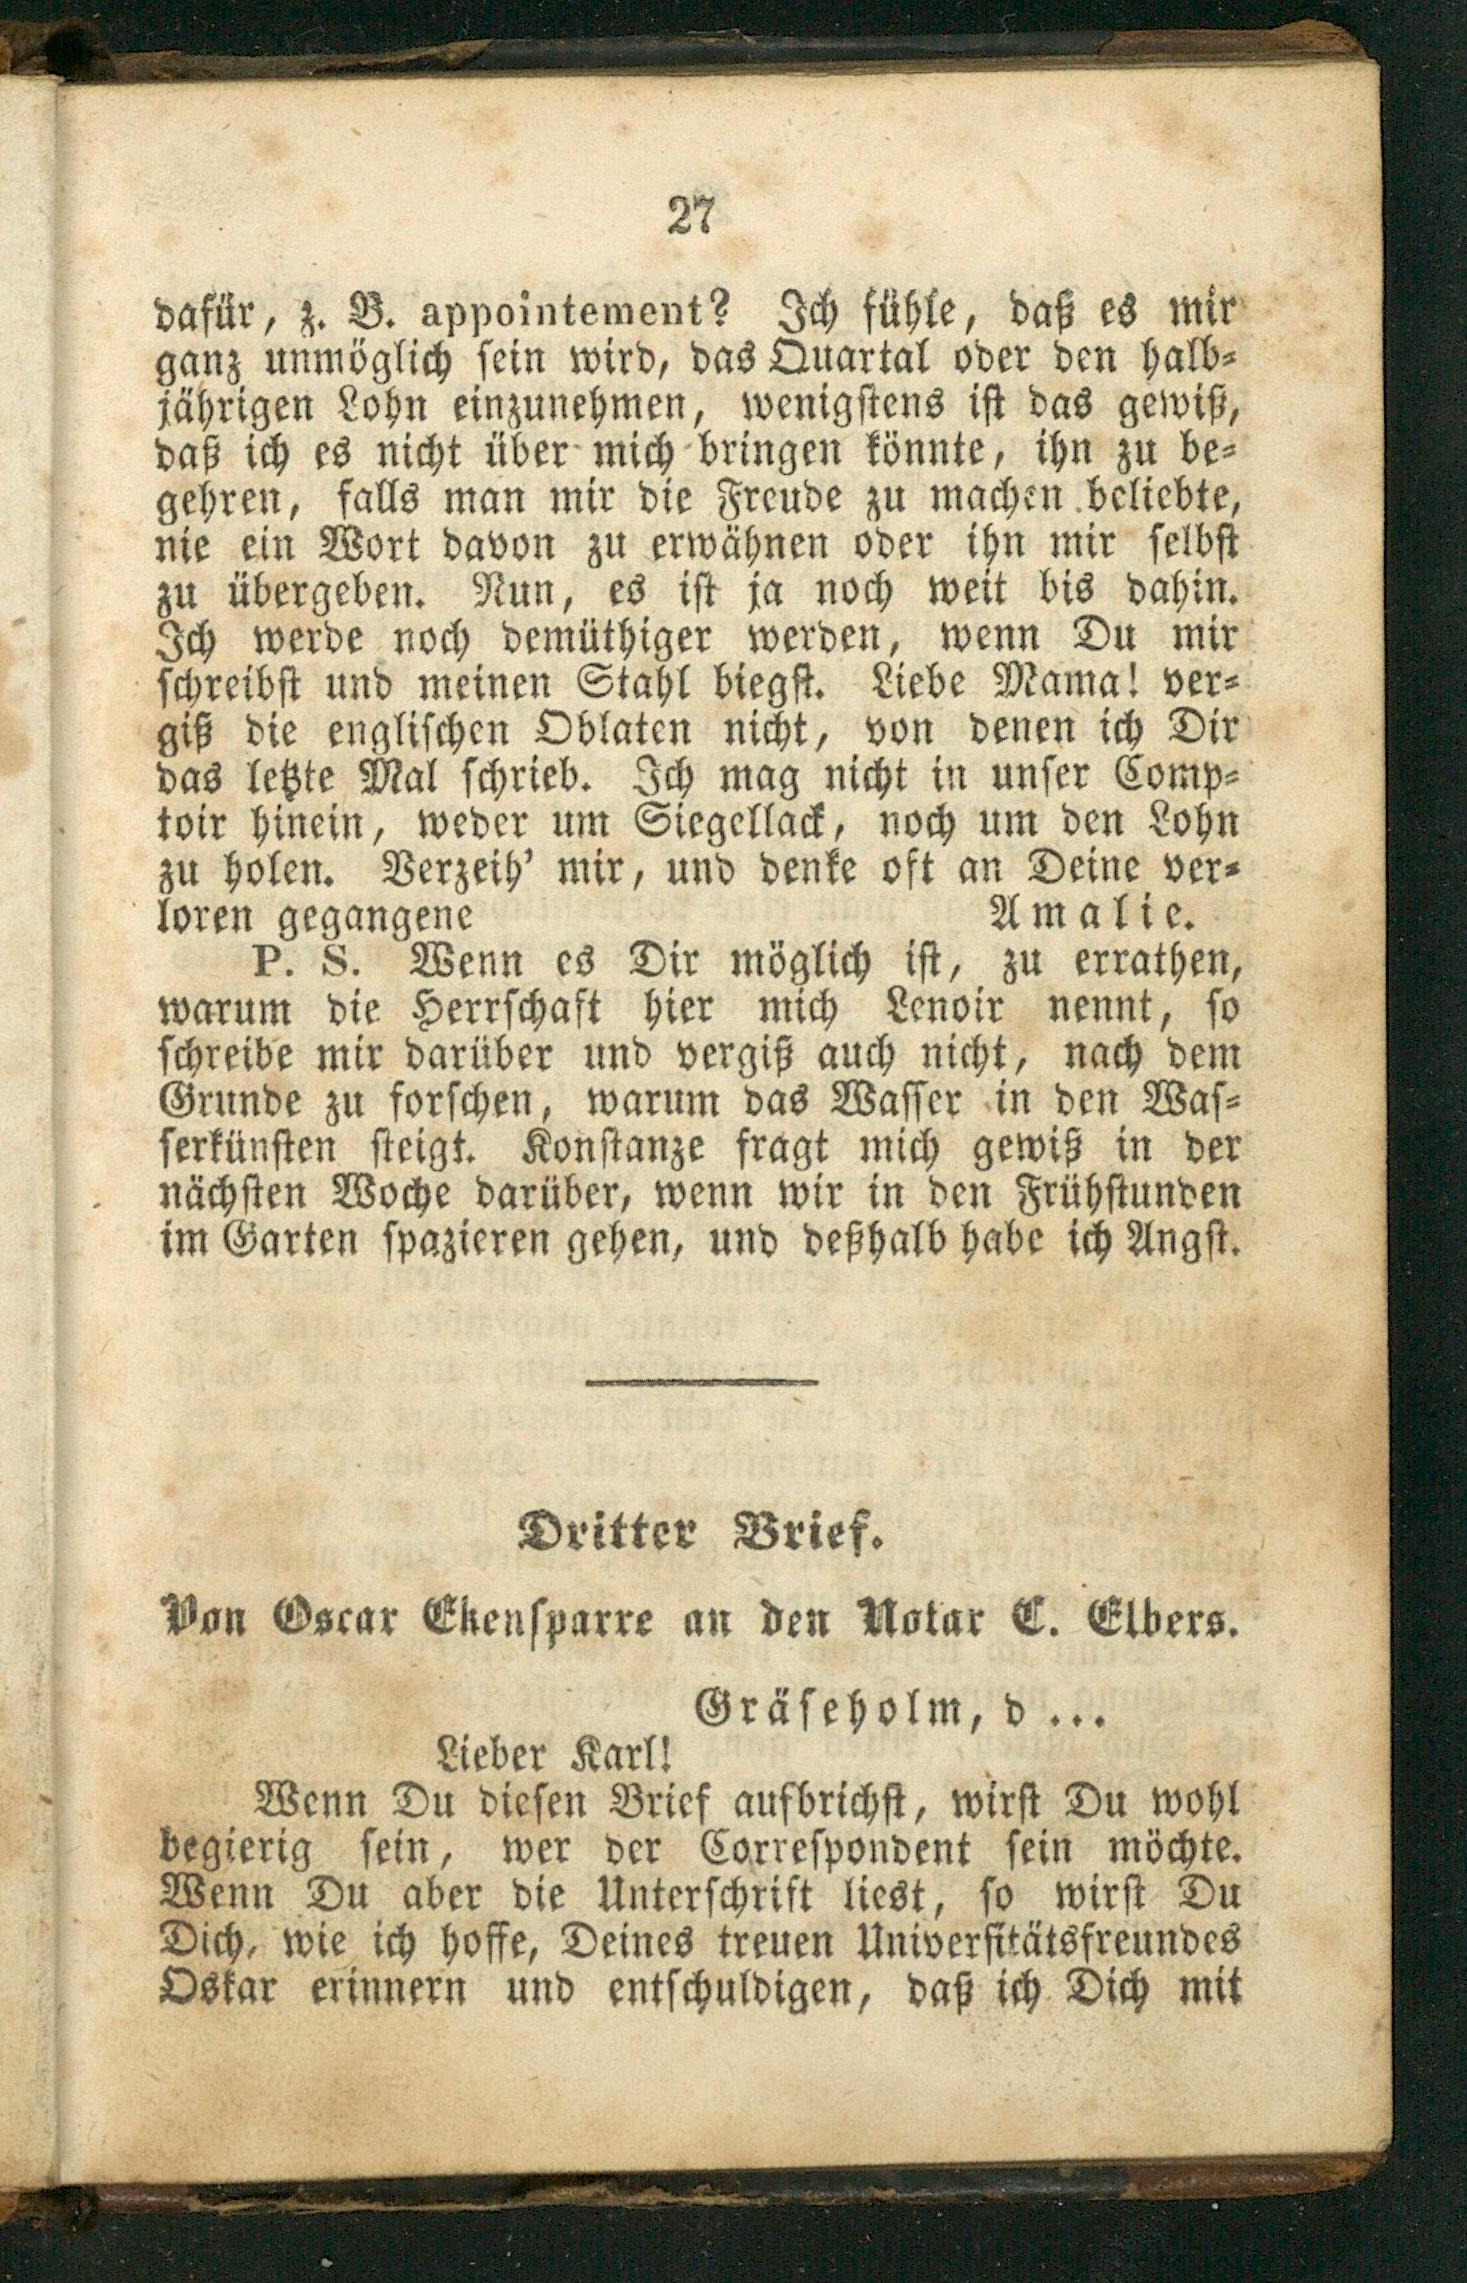 27
dafür, z. B. appointement? Ich fühle, daß es mir
ganz unmöglich sein wird, das Quartal oder den halb-
jährigen Lohn einzunehmen, wenigstens ist das gewiß,
daß ich es nicht über mich bringen könnte, ihn zu be-
gehren, falls man mir die Freude zu machen beliebte,
nie ein Wort davon zu erwähnen oder ihn mir selbst
zu übergeben. Nun, es ist ja noch weit bis dahin.
Ich werde noch demüthiger werden, wenn Du mir
schreibst und meinen Stahl biegst. Liebe Mama! ver-
giß die englischen Oblaten nicht, von denen ich Dir
das letzte Mal schrieb. Ich mag nicht in unser Comp-
toir hinein, weder um Siegellack, noch um den Lohn
zu holen. Verzeih' mir, und denke oft an Deine ver-
loren gegangene Amalie.
P. S. Wenn es Dir möglich ist, zu errathen,
warum die Herrschaft hier mich Lenoir nennt, so
schreibe mir darüber und vergiß auch nicht, nach dem
Grunde zu forschen, warum das Wasser in den Was-
serkünsten steigt. Konstanze fragt mich gewiß in der
nächsten Woche darüber, wenn wir in den Frühstunden
im Garten spazieren gehen, und deßhalb habe ich Angst.
Dritter Brief.
Von Oscar Ekensparre an den Notar C. Elbers.
Gräseholm, d ...
Lieber Karl!
Wenn Du diesen Brief aufbrichst, wirst Du wohl
begierig sein, wer der Correspondent sein möchte.
Wenn Du aber die Unterschrift liest, so wirst Du
Dich, wie ich hoffe, Deines treuen Universitätsfreundes
Oskar erinnern und entschuldigen, daß ich Dich mit